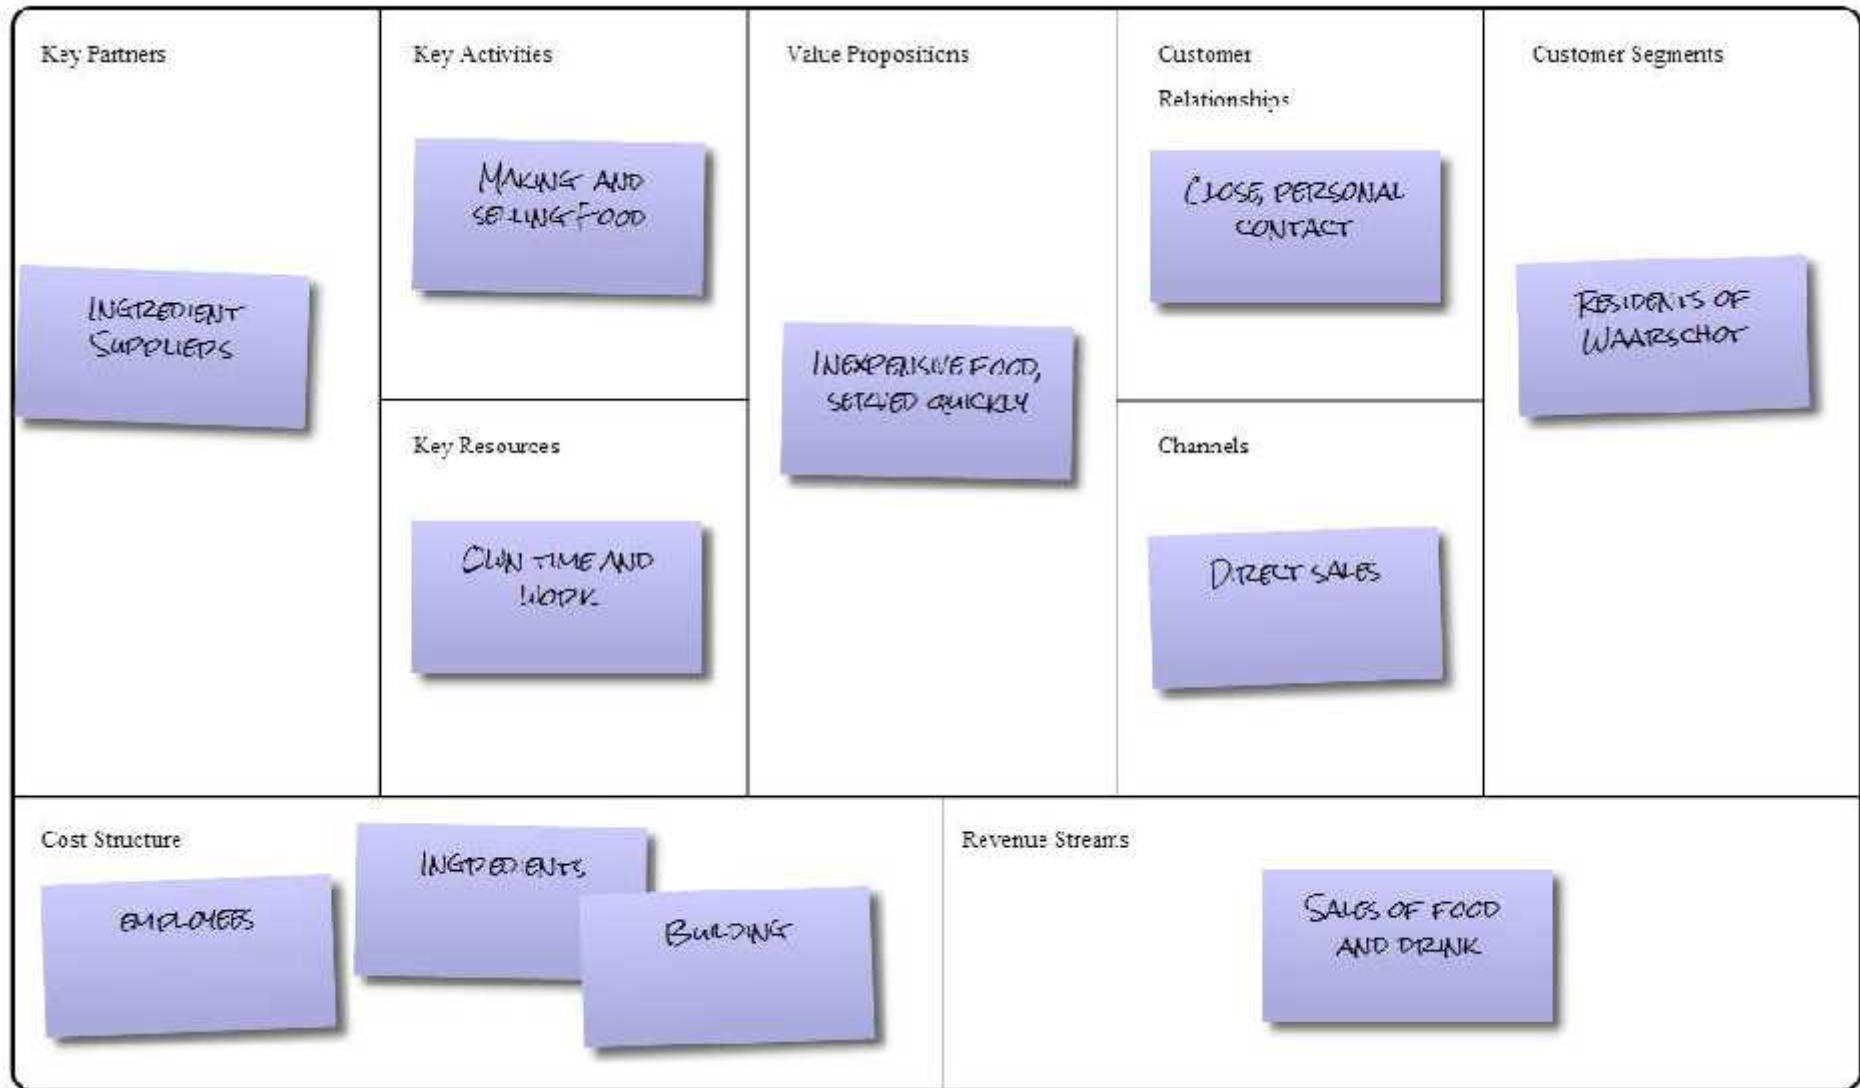 Key Partners
INGREDIENT
SUPPLIERS
Key Activities
MAKING AND
SELLING FOOD
Key Resources
OWN TIME AND
WORK
Value Propositions
INEXPENSIVE FOOD,
SERVED QUICKLY
Customer
Relationships
CLOSE, PERSONAL
CONTACT
Channels
DIRECT SALES
Customer Segments
RESIDENTS OF
WAARSCHOT
Cost Structure
EMPLOYEES
INGREDIENTS
BUILDING
Revenue Streams
SALES OF FOOD
AND DRINK